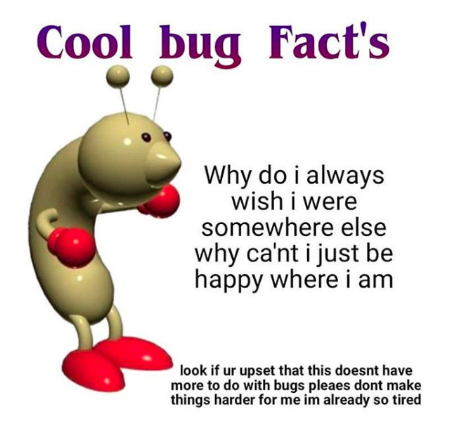 Cool bug Fact's
Why do i always
wish i were
somewhere else
why ca'nt i just be
happy where i am
look if ur upset that this doesnt have
more to do with bugs pleaes dont make
things harder for me im already so tired